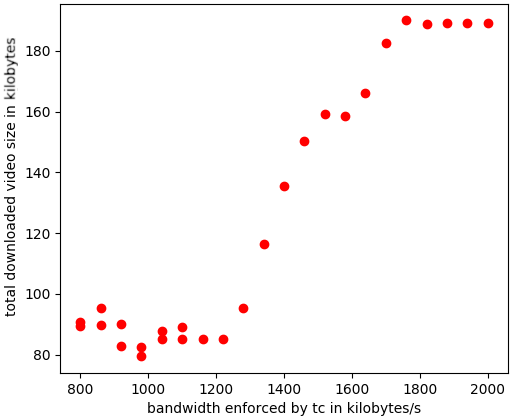 total downloaded video size in kilobytes
180
160
140
120
100
80
800 1000 1200 1400 1600 1800 2000
bandwidth enforced by tc in kilobytes/s